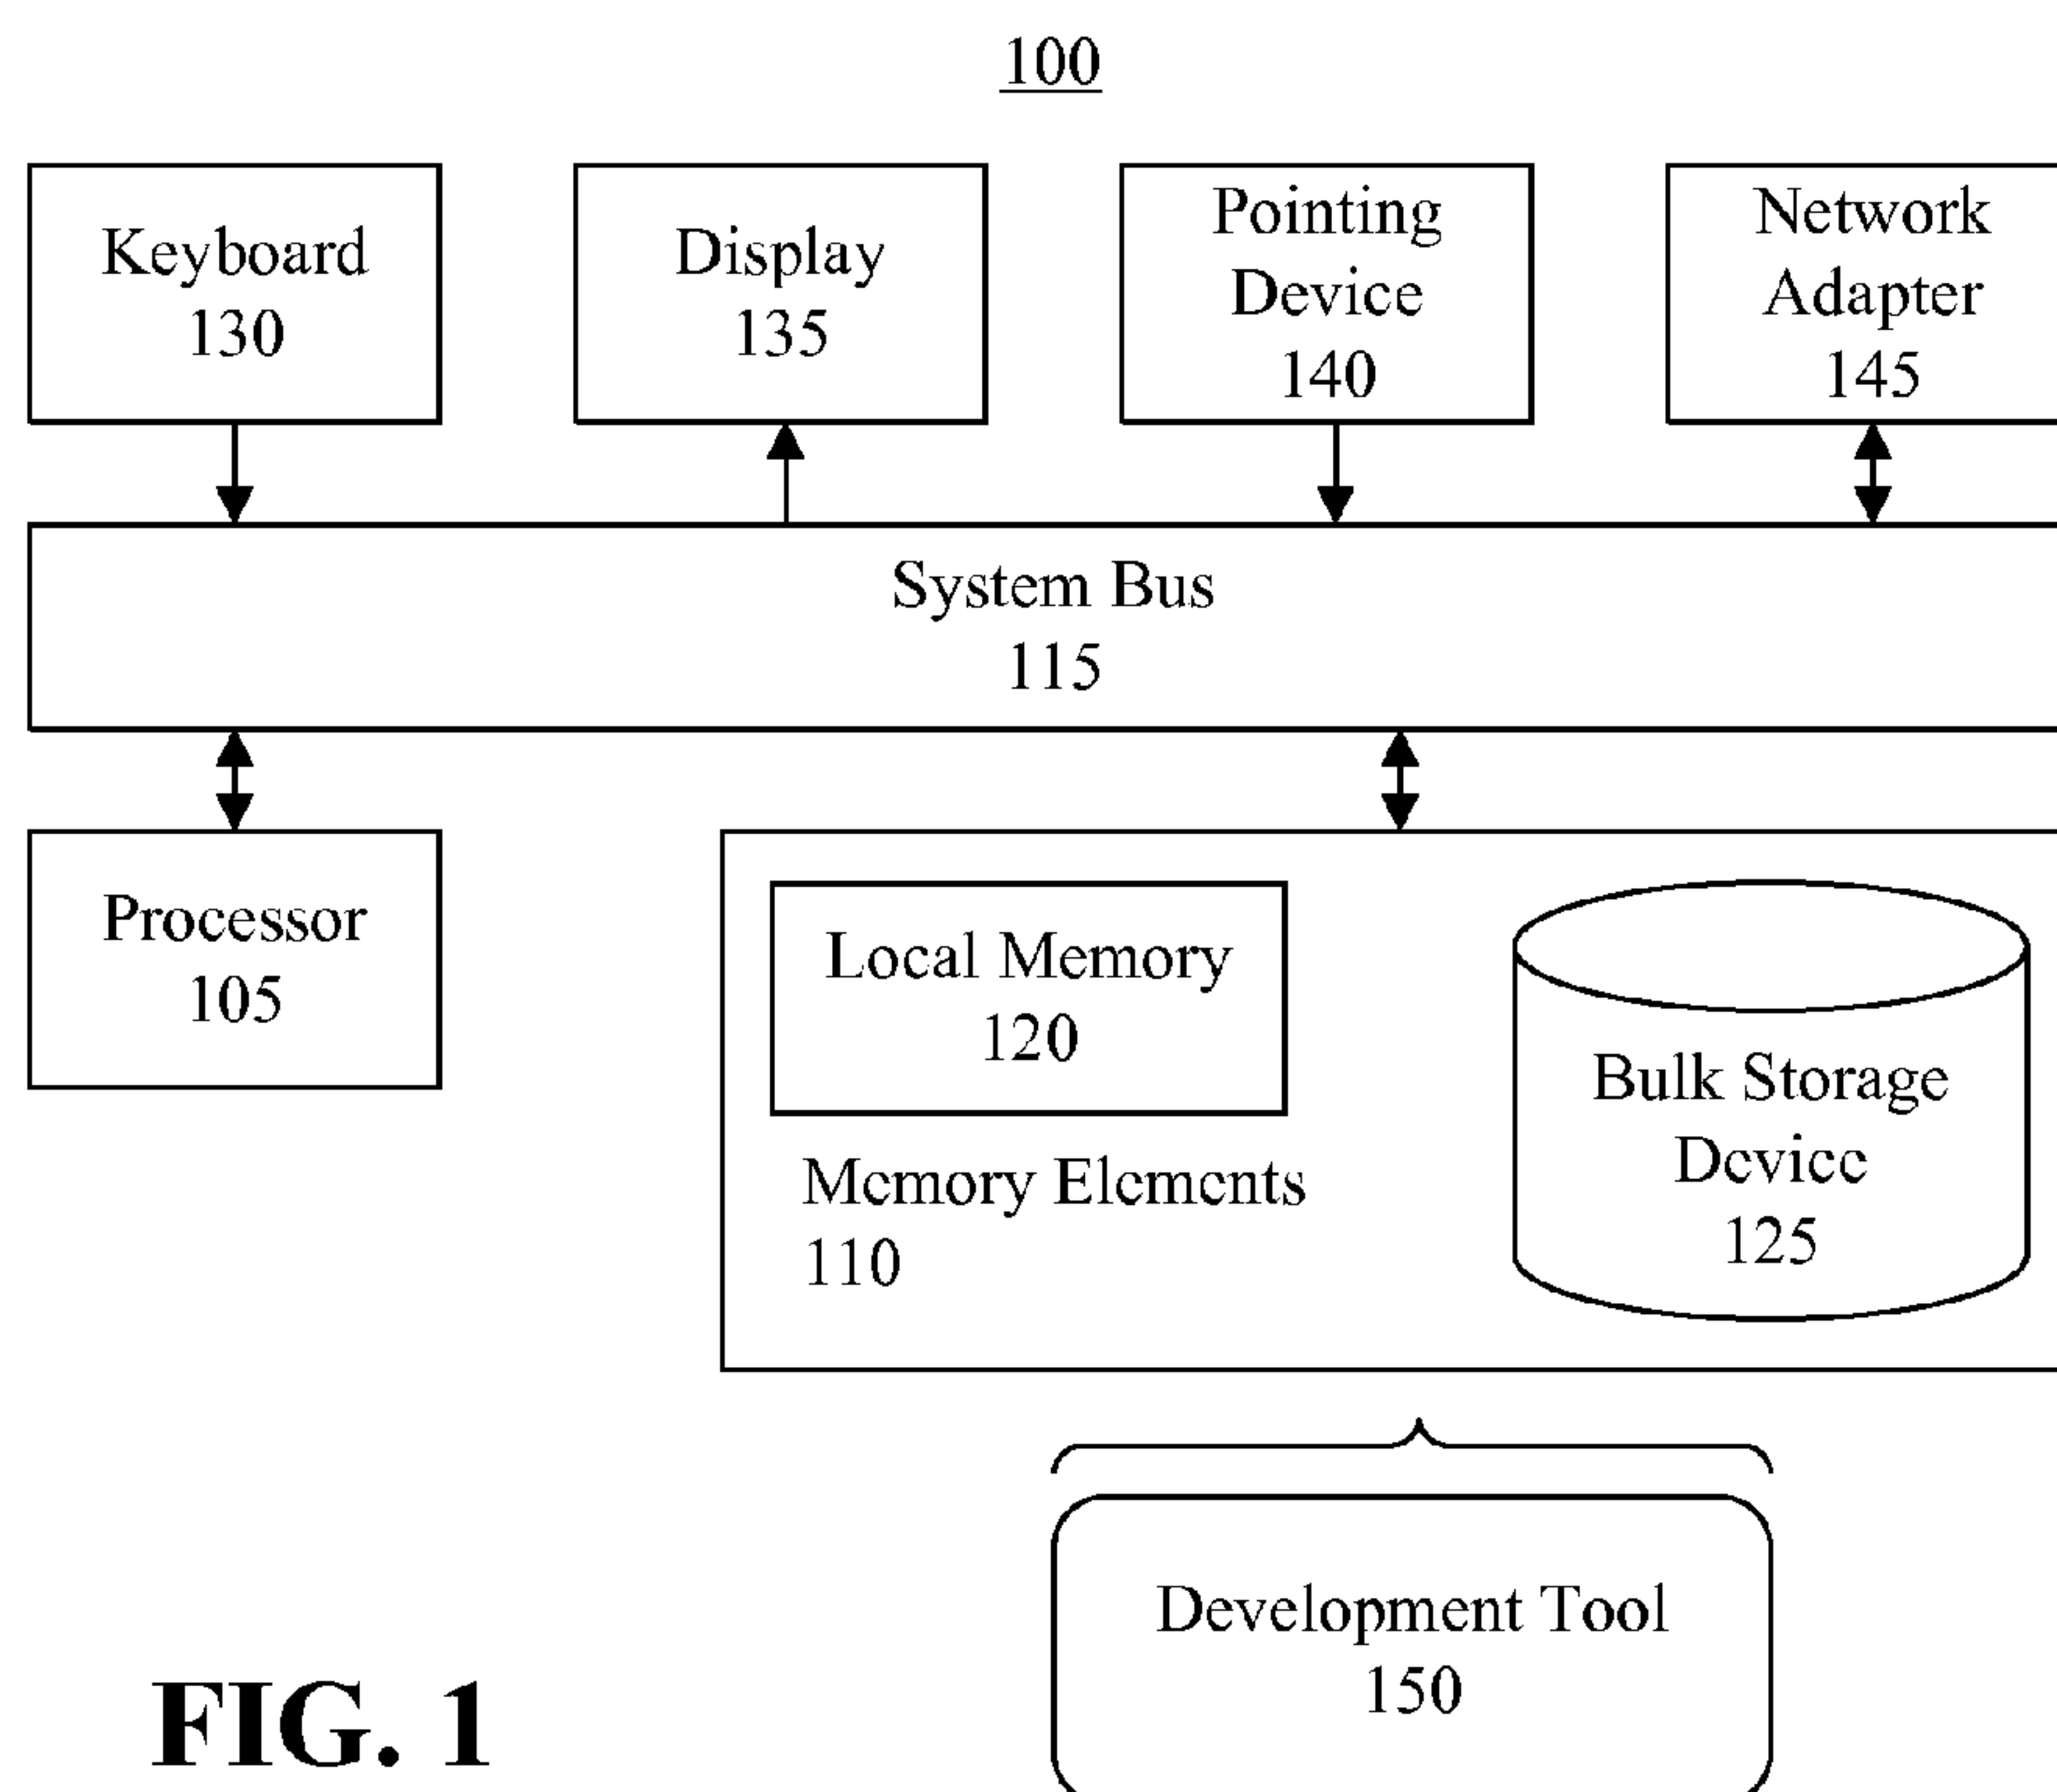 100
Keyboard
130
Display
135
Pointing
Device
140
Network
Adapter
145
System Bus
115
Processor
105
Local Memory
120
Memory Elements
110
Bulk Storage
Device
125
Development Tool
150
FIG. 1